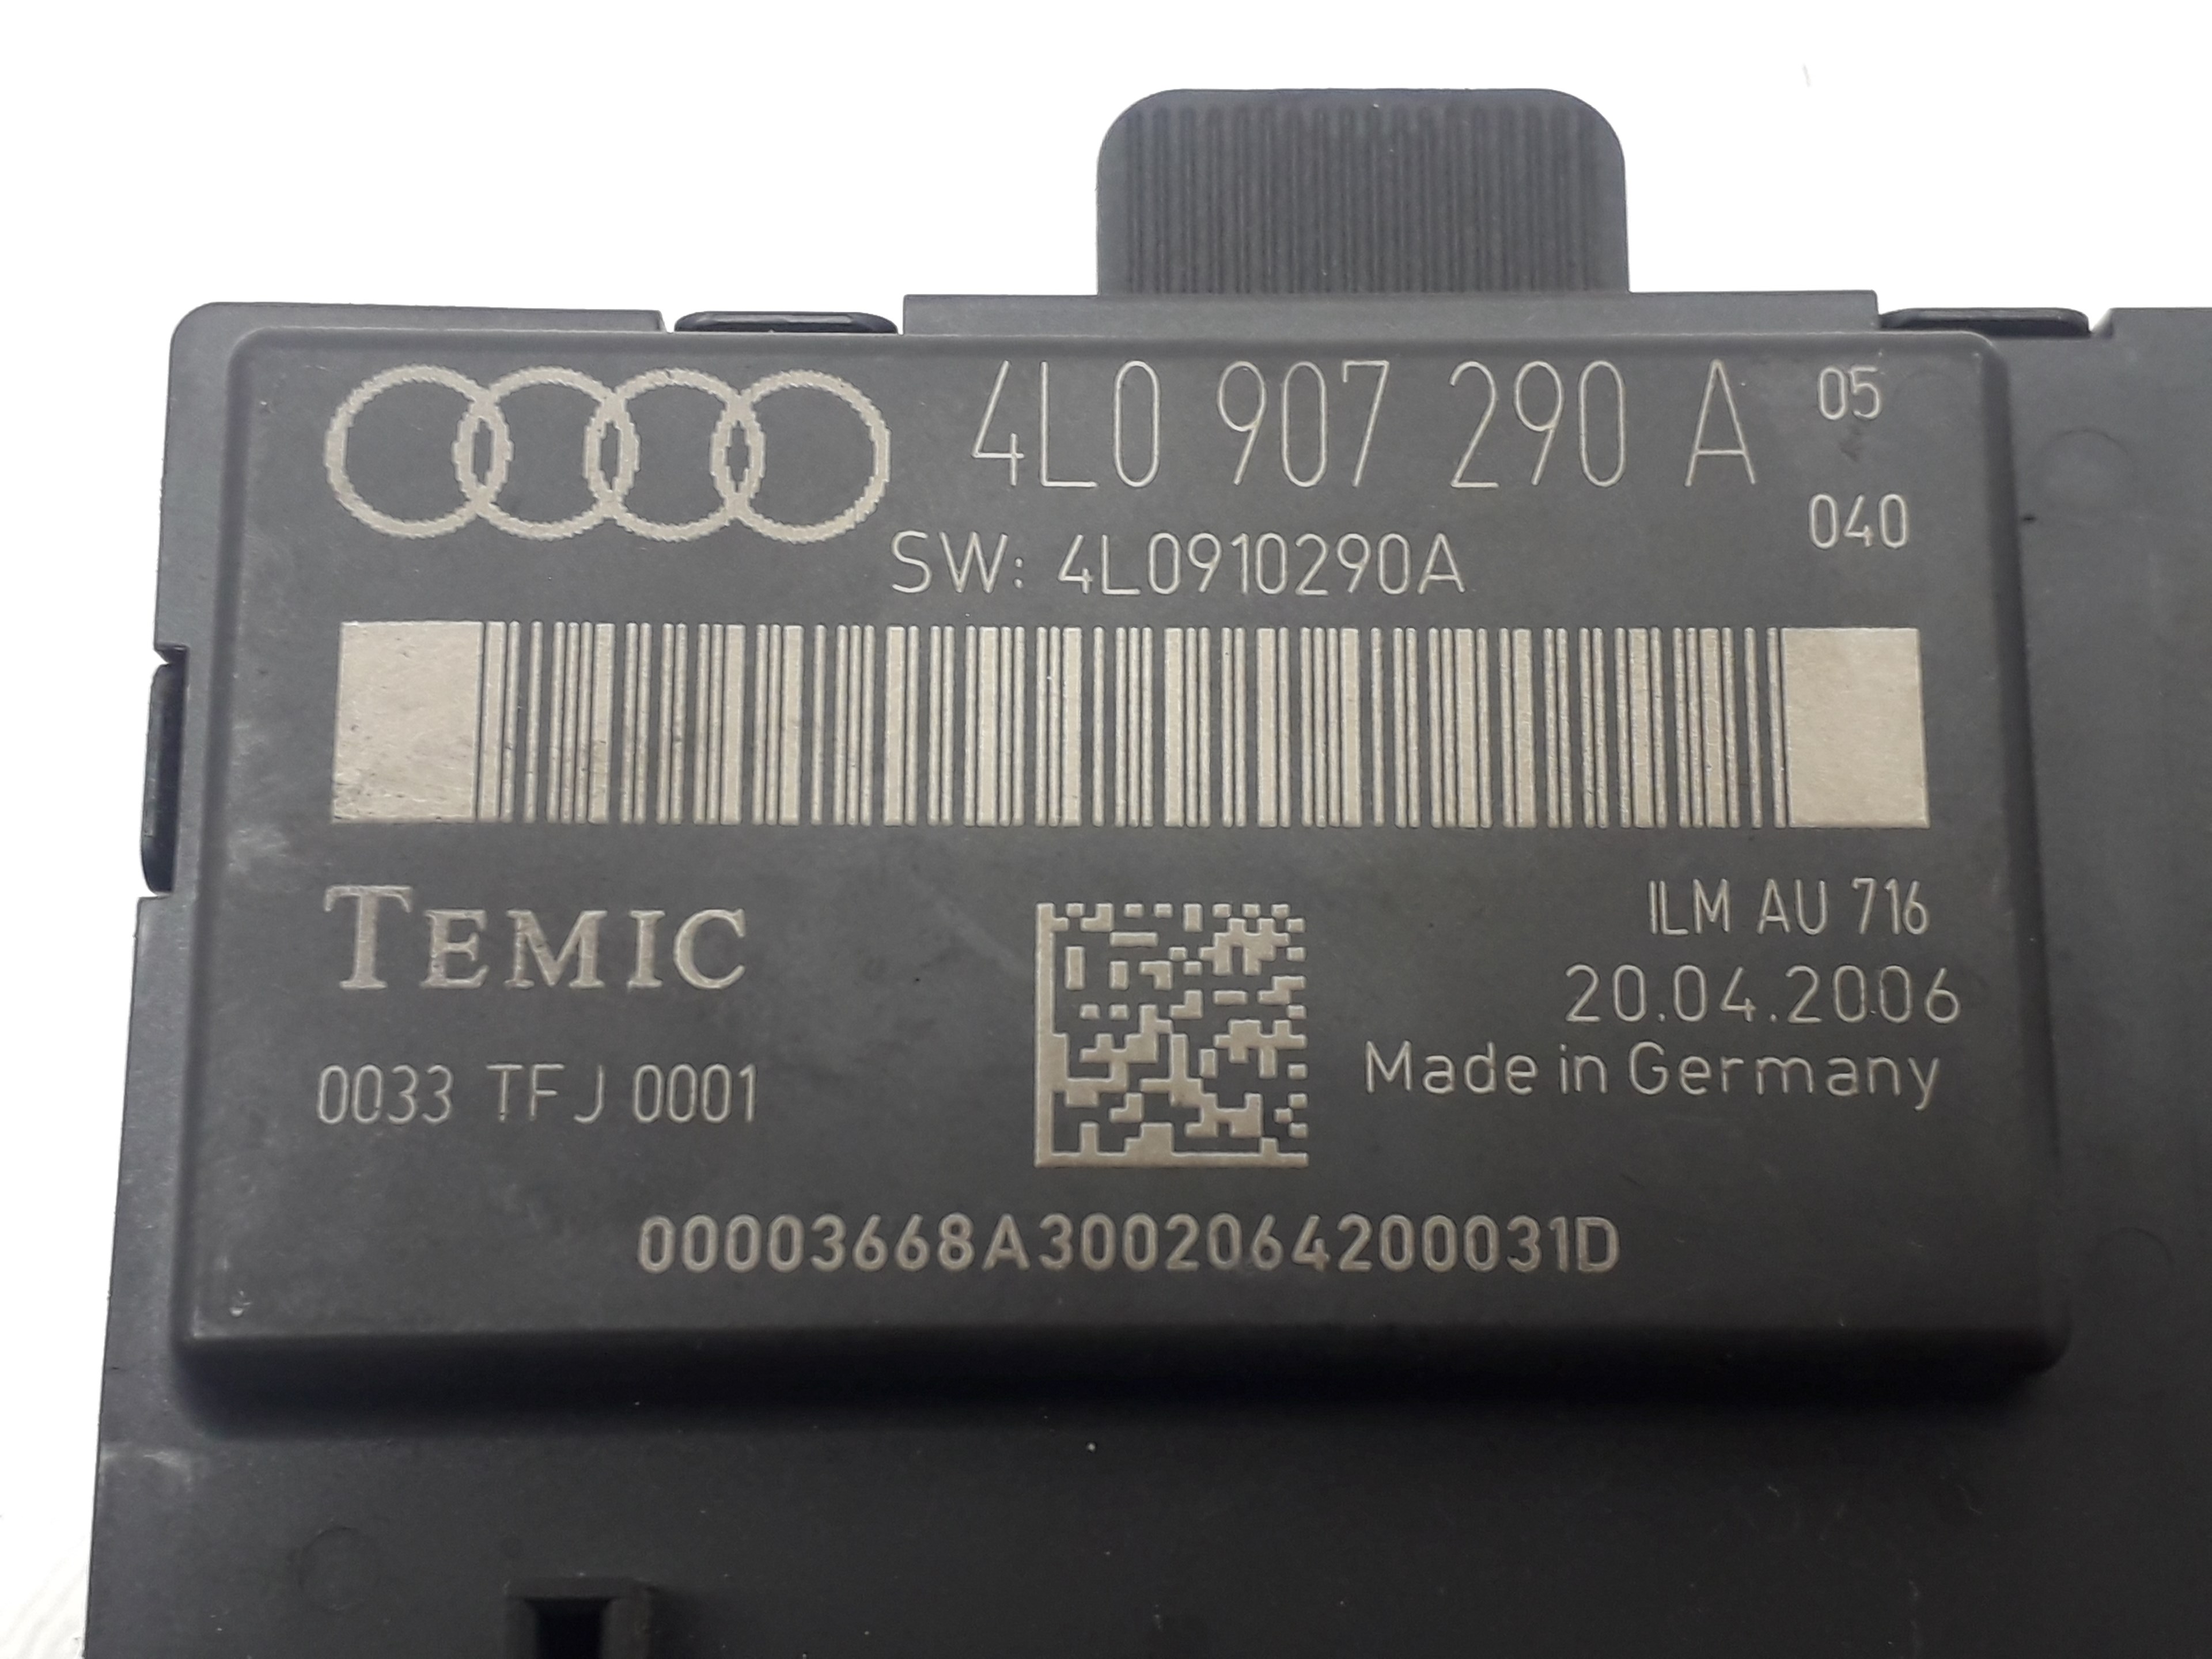 4L0 907 290 A 05
040
SW: 4L0910290A
TEMIC
ILM AU 716
20.04.2006
Made in Germany
0033 TFJ 0001
00003668A3002064200031D